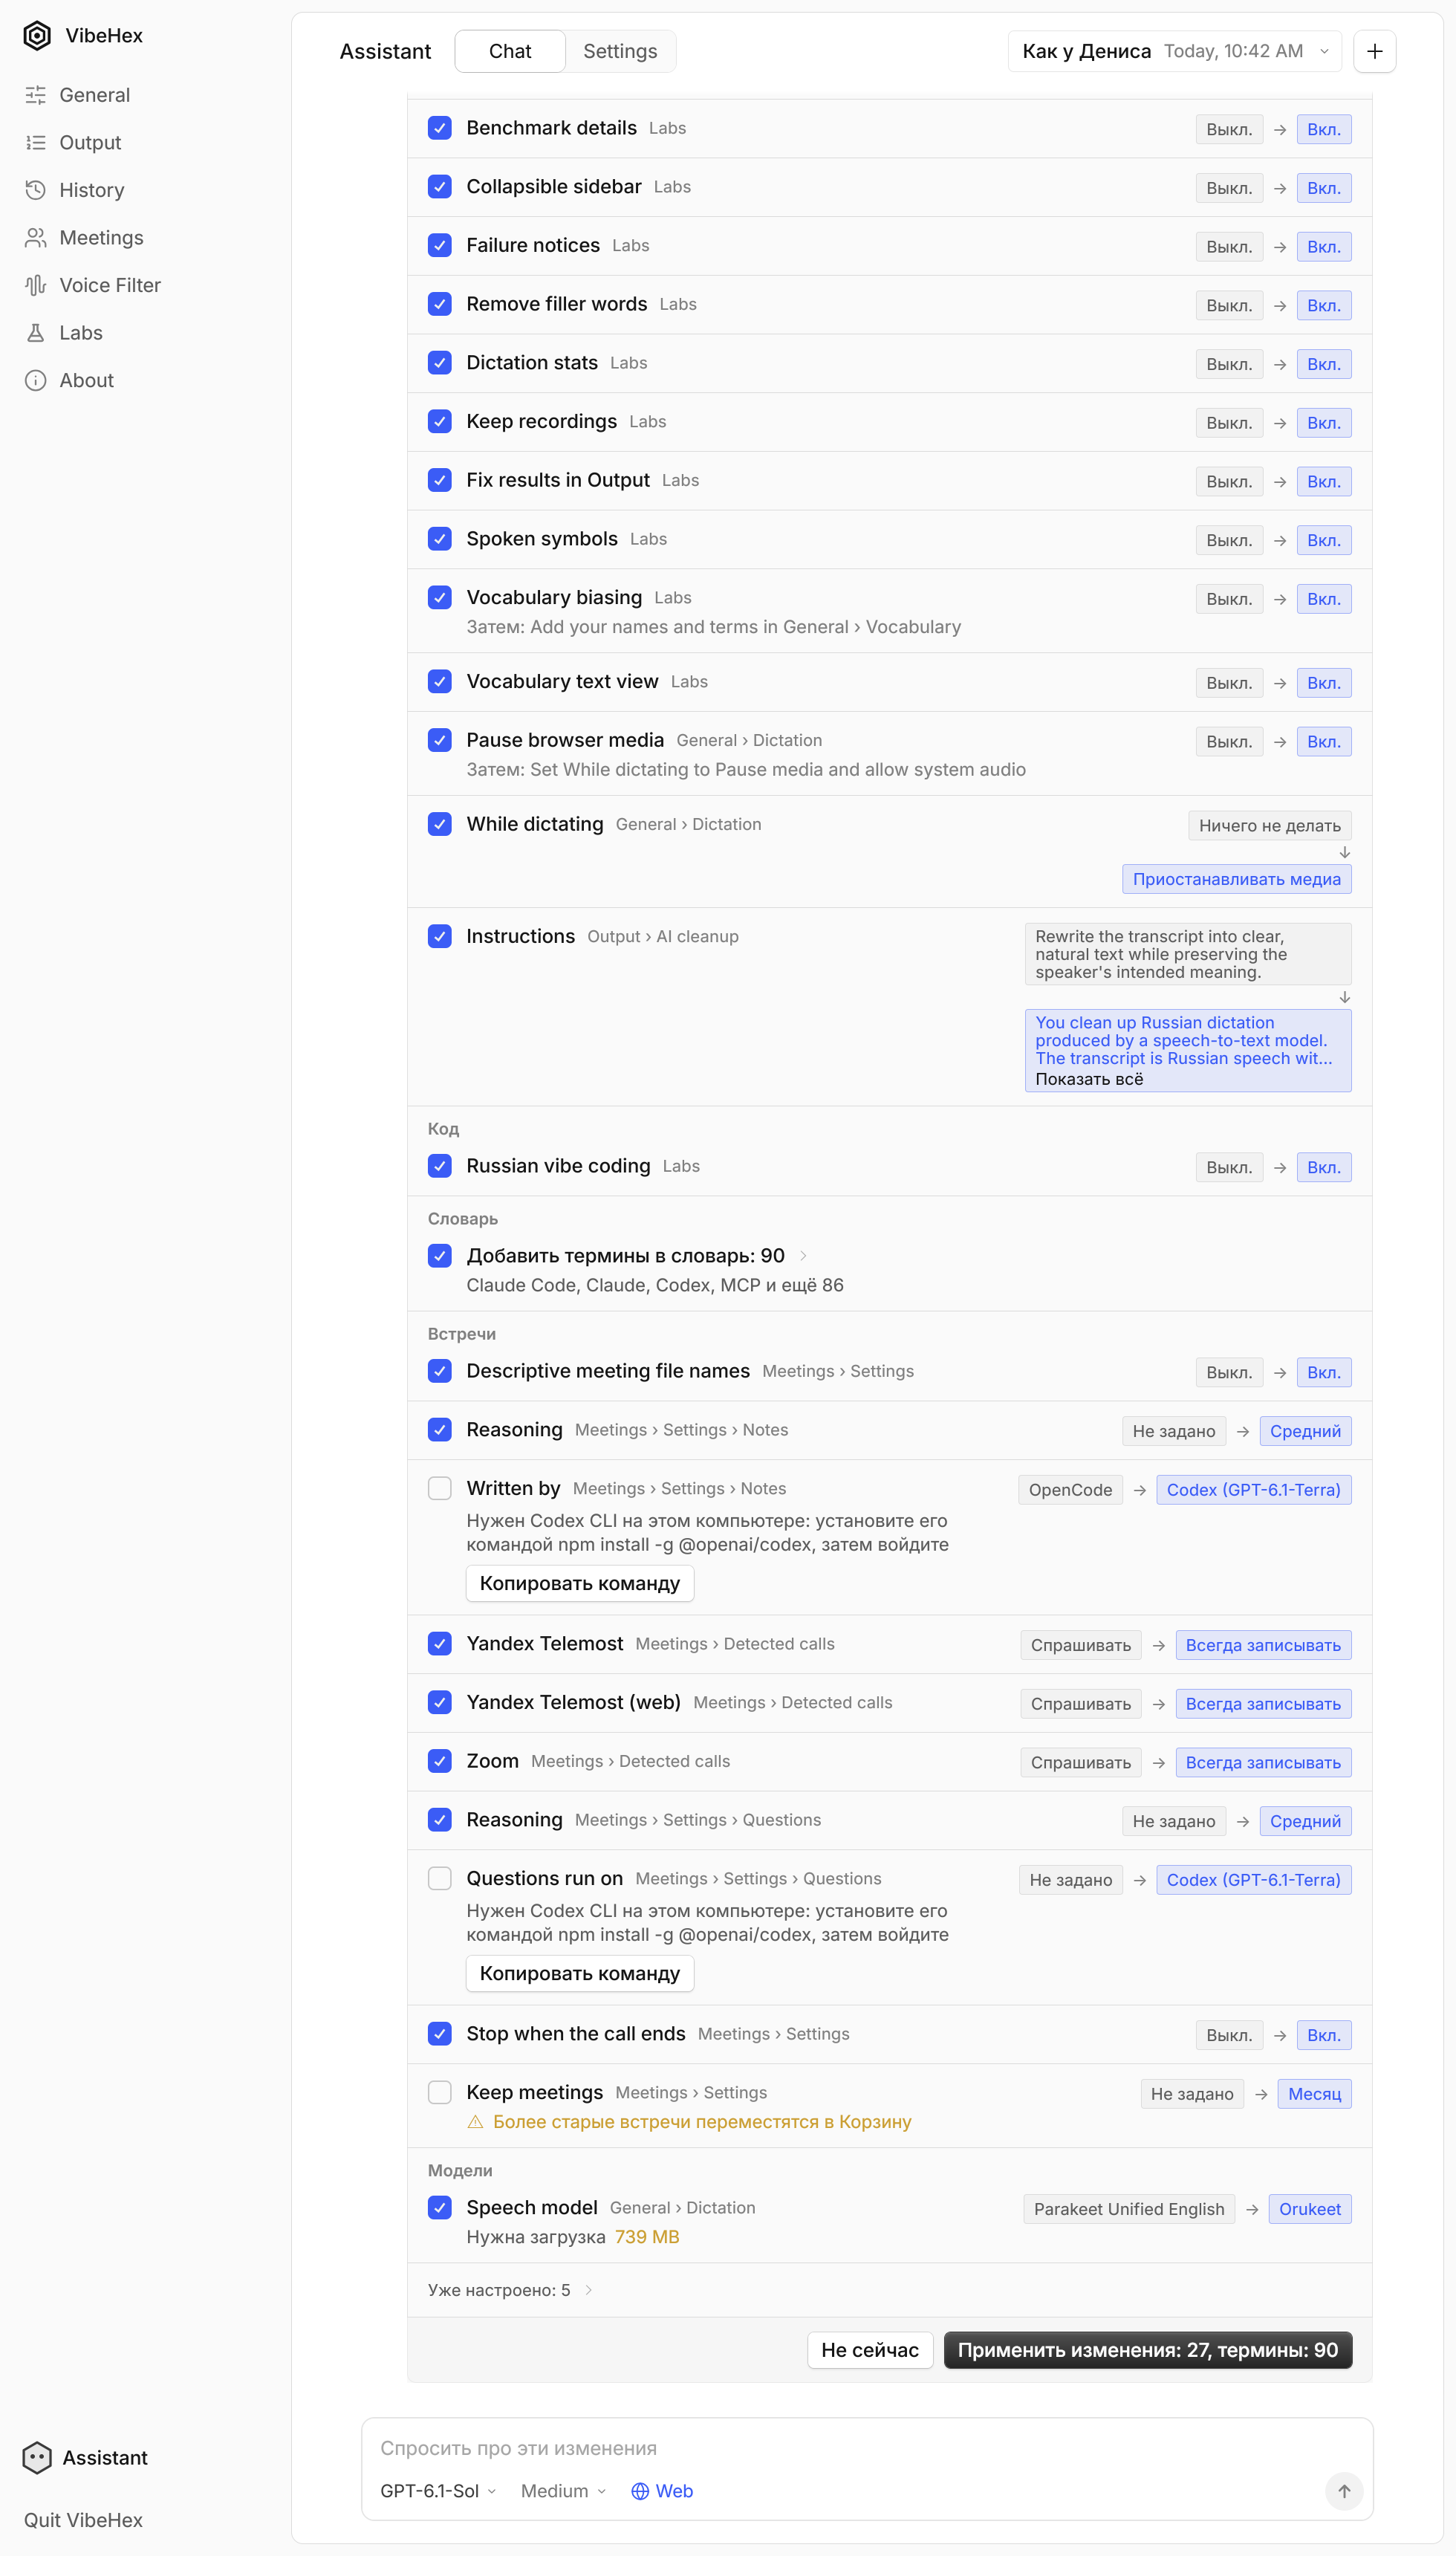 VibeHex
General
Output
History
Meetings
Voice Filter
Labs
About
Assistant
Quit VibeHex
Assistant Chat Settings Как у Дениса Today, 10:42 AM
Benchmark details Labs Выкл. → Вкл.
Collapsible sidebar Labs Выкл. → Вкл.
Failure notices Labs Выкл. → Вкл.
Remove filler words Labs Выкл. → Вкл.
Dictation stats Labs Выкл. → Вкл.
Keep recordings Labs Выкл. → Вкл.
Fix results in Output Labs Выкл. → Вкл.
Spoken symbols Labs Выкл. → Вкл.
Vocabulary biasing Labs Выкл. → Вкл.
Затем: Add your names and terms in General › Vocabulary
Vocabulary text view Labs Выкл. → Вкл.
Pause browser media General › Dictation Выкл. → Вкл.
Затем: Set While dictating to Pause media and allow system audio
While dictating General › Dictation Ничего не делать
↓
Приостанавливать медиа
Instructions Output › AI cleanup
Rewrite the transcript into clear,
natural text while preserving the
speaker's intended meaning.
↓
You clean up Russian dictation
produced by a speech-to-text model.
The transcript is Russian speech wit...
Показать всё
Код
Russian vibe coding Labs Выкл. → Вкл.
Словарь
Добавить термины в словарь: 90 ›
Claude Code, Claude, Codex, MCP и ещё 86
Встречи
Descriptive meeting file names Meetings › Settings Выкл. → Вкл.
Reasoning Meetings › Settings › Notes Не задано → Средний
Written by Meetings › Settings › Notes OpenCode → Codex (GPT-6.1-Terra)
Нужен Codex CLI на этом компьютере: установите его
командой npm install -g @openai/codex, затем войдите
Копировать команду
Yandex Telemost Meetings › Detected calls Спрашивать → Всегда записывать
Yandex Telemost (web) Meetings › Detected calls Спрашивать → Всегда записывать
Zoom Meetings › Detected calls Спрашивать → Всегда записывать
Reasoning Meetings › Settings › Questions Не задано → Средний
Questions run on Meetings › Settings › Questions Не задано → Codex (GPT-6.1-Terra)
Нужен Codex CLI на этом компьютере: установите его
командой npm install -g @openai/codex, затем войдите
Копировать команду
Stop when the call ends Meetings › Settings Выкл. → Вкл.
Keep meetings Meetings › Settings Не задано → Месяц
Более старые встречи переместятся в Корзину
Модели
Speech model General › Dictation Parakeet Unified English → Orukeet
Нужна загрузка 739 MB
Уже настроено: 5 ›
Не сейчас Применить изменения: 27, термины: 90
Спросить про эти изменения
GPT-6.1-Sol Medium Web